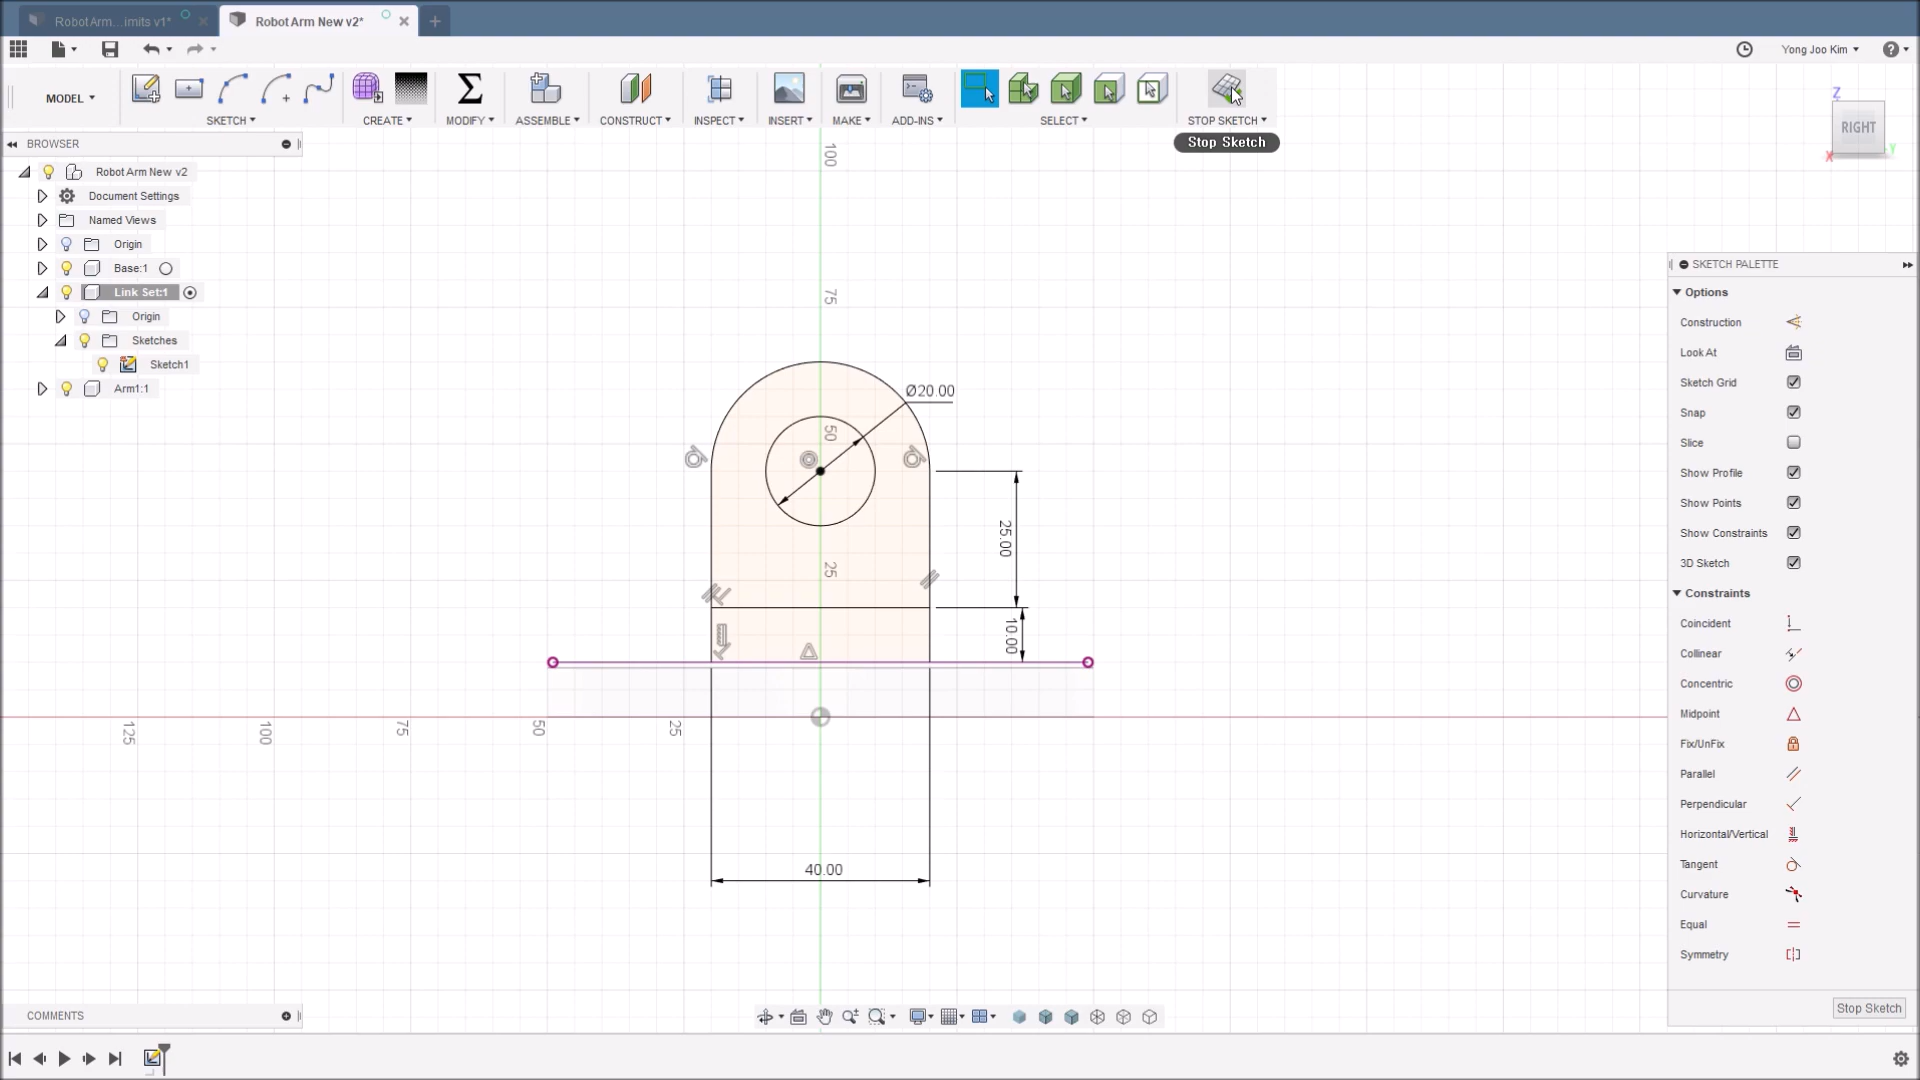 RobotArm...imits v1*
Robot Arm New v2*
Yong Joo Kim
MODEL
SKETCH
CREATE
MODIFY
ASSEMBLE
CONSTRUCT
INSPECT
INSERT
MAKE
ADD-INS
SELECT
STOP SKETCH
Stop Sketch
Z
RIGHT
X
Y
BROWSER
Robot Arm New v2
Document Settings
Named Views
Origin
Base:1
Link Set:1
Origin
Sketches
Sketch1
Arm1:1
100
75
50
25
Ø20.00
25.00
10.00
125
100
75
50
25
40.00
SKETCH PALETTE
Options
Construction
Look At
Sketch Grid
Snap
Slice
Show Profile
Show Points
Show Constraints
3D Sketch
Constraints
Coincident
Collinear
Concentric
Midpoint
Fix/UnFix
Parallel
Perpendicular
Horizontal/Vertical
Tangent
Curvature
Equal
Symmetry
Stop Sketch
COMMENTS